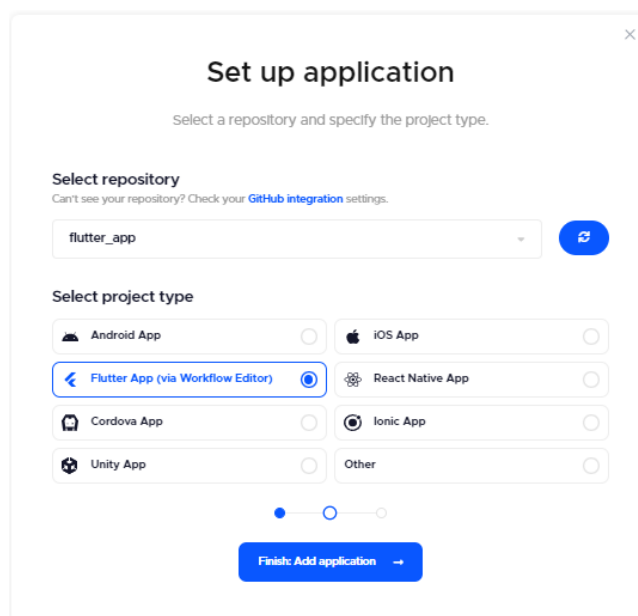 Set up application
Select a repository and specify the project type.
Select repository
Can't see your repository? Check your GitHub integration settings.
flutter_app
Select project type
Android App
iOS App
Flutter App (via Workflow Editor)
React Native App
Cordova App
Ionic App
Unity App
Other
Finish: Add application →